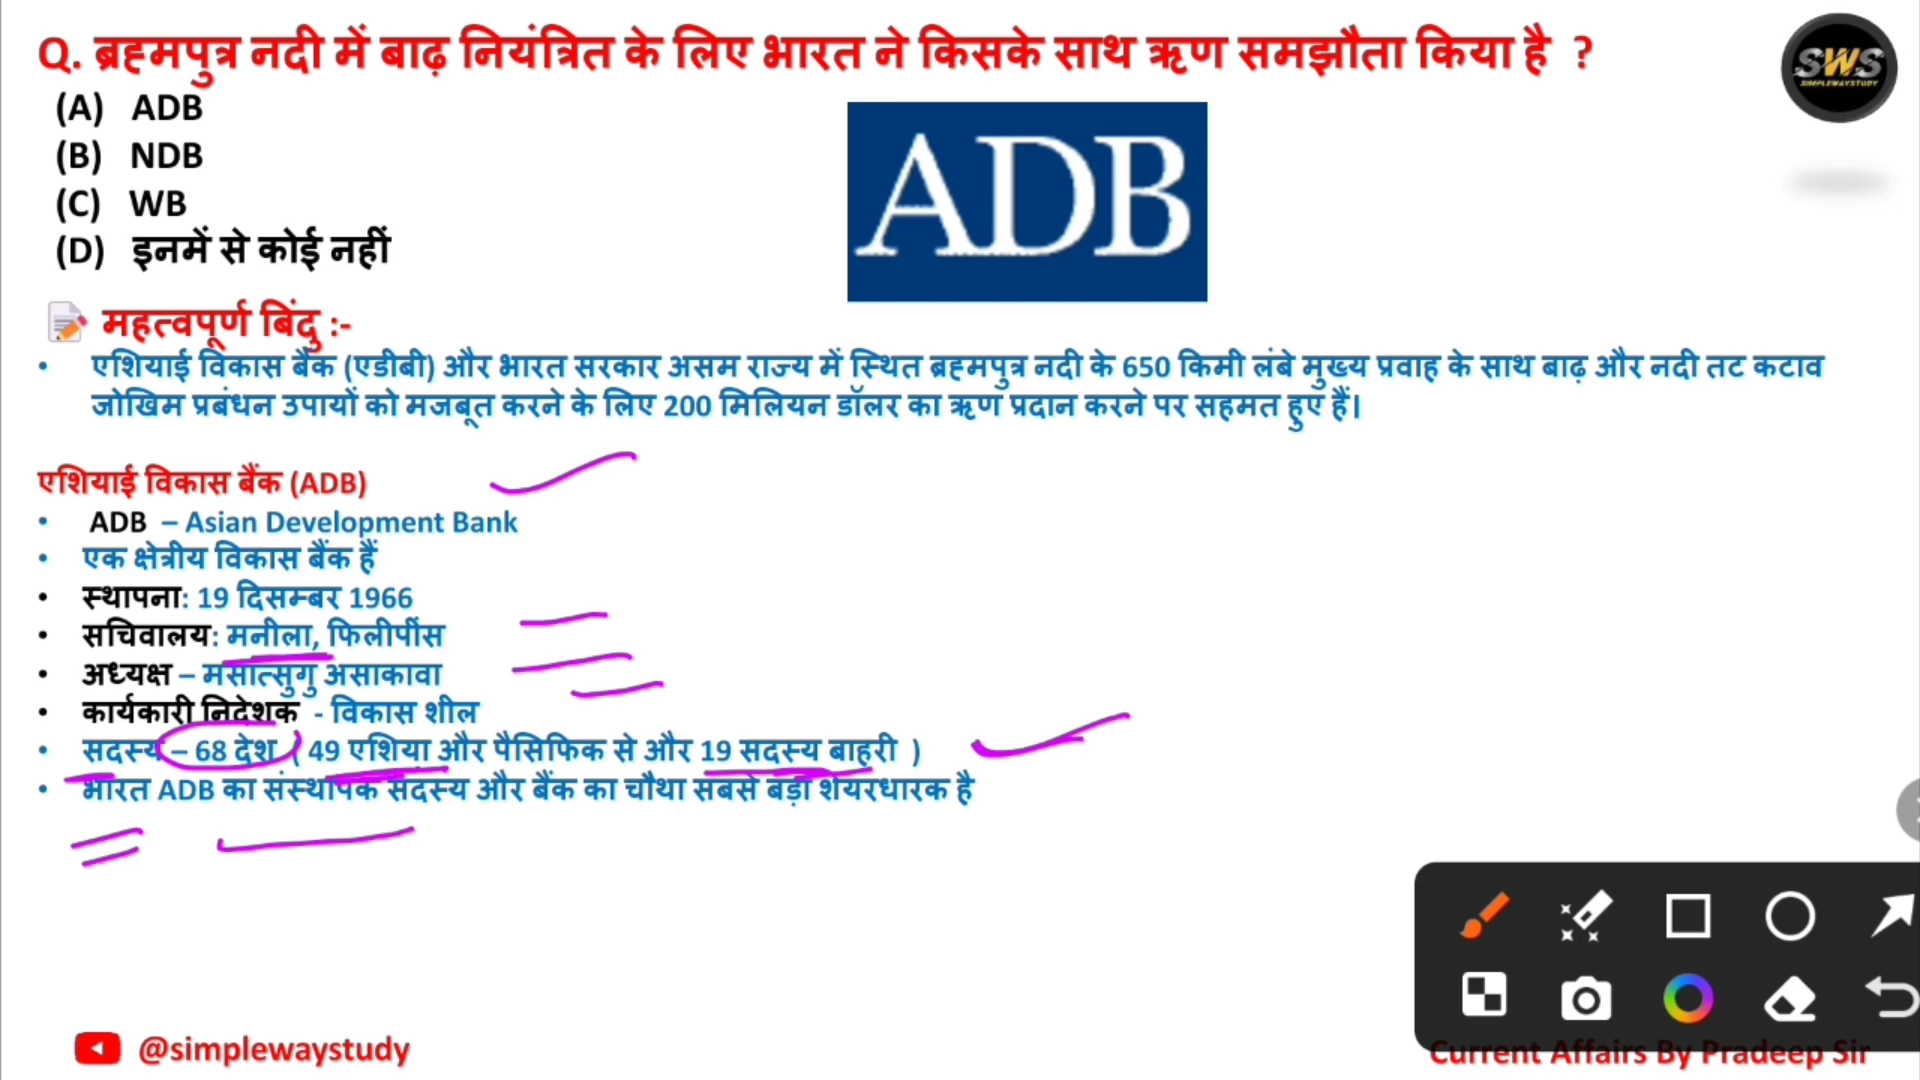 Q. ब्रह्मपुत्र नदी में बाढ़ नियंत्रित के लिए भारत ने किसके साथ ऋण समझौता किया है ?
SWS
SIMPLEWAYSTUDY
(A) ADB
(B) NDB
(C) WB
(D) इनमें से कोई नहीं
ADB
महत्वपूर्ण बिंदु :-
• एशियाई विकास बैंक (एडीबी) और भारत सरकार असम राज्य में स्थित ब्रह्मपुत्र नदी के 650 किमी लंबे मुख्य प्रवाह के साथ बाढ़ और नदी तट कटाव
जोखिम प्रबंधन उपायों को मजबूत करने के लिए 200 मिलियन डॉलर का ऋण प्रदान करने पर सहमत हुए हैं।
एशियाई विकास बैंक (ADB)
• ADB – Asian Development Bank
• एक क्षेत्रीय विकास बैंक हैं
• स्थापना: 19 दिसम्बर 1966
• सचिवालय: मनीला, फिलीपींस
• अध्यक्ष – मसात्सुगु असाकावा
• कार्यकारी निदेशक - विकास शील
• सदस्य – 68 देश ( 49 एशिया और पैसिफिक से और 19 सदस्य बाहरी )
• भारत ADB का संस्थापक सदस्य और बैंक का चौथा सबसे बड़ा शेयरधारक है
@simplewaystudy
Current Affairs By Pradeep Sir